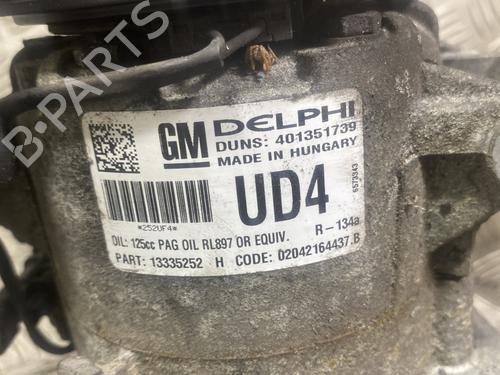 B-PARTS
GM DELPHI
DUNS: 401351739
MADE IN HUNGARY
*252UF4*
UD4
6573343
OIL: 125cc PAG OIL RL897 OR EQUIV. R-134a
PART: 13335252 H CODE: 02042164437.B